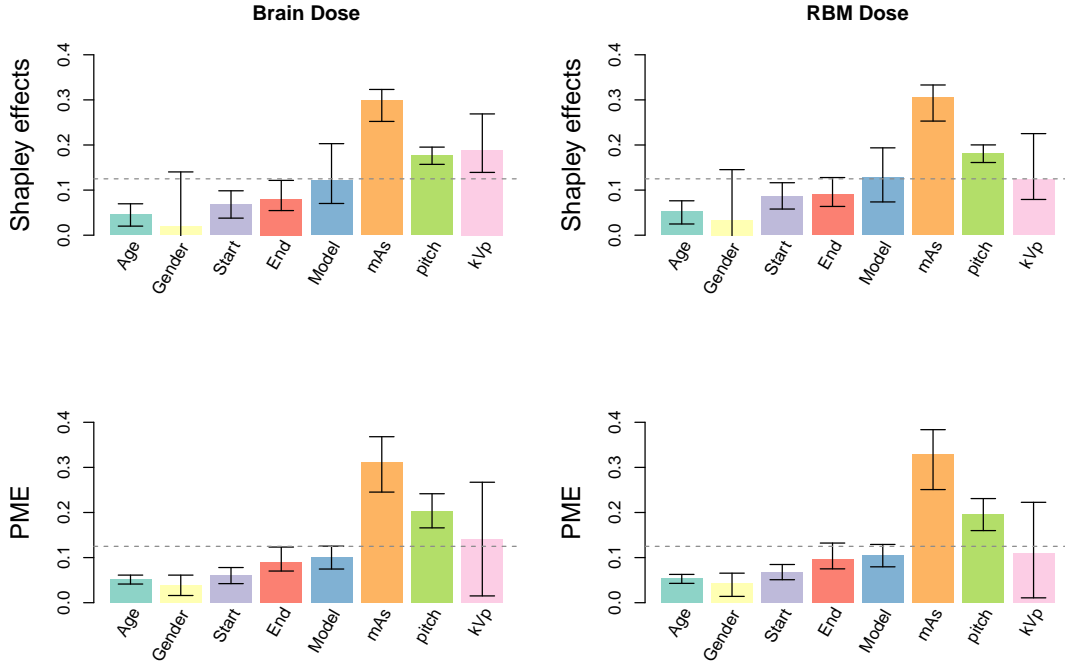 Brain Dose
Shapley effects
0.0 0.1 0.2 0.3 0.4
Age Gender Start End Model mAs pitch kVp
RBM Dose
Shapley effects
0.0 0.1 0.2 0.3 0.4
Age Gender Start End Model mAs pitch kVp
PME
0.0 0.1 0.2 0.3 0.4
Age Gender Start End Model mAs pitch kVp
PME
0.0 0.1 0.2 0.3 0.4
Age Gender Start End Model mAs pitch kVp